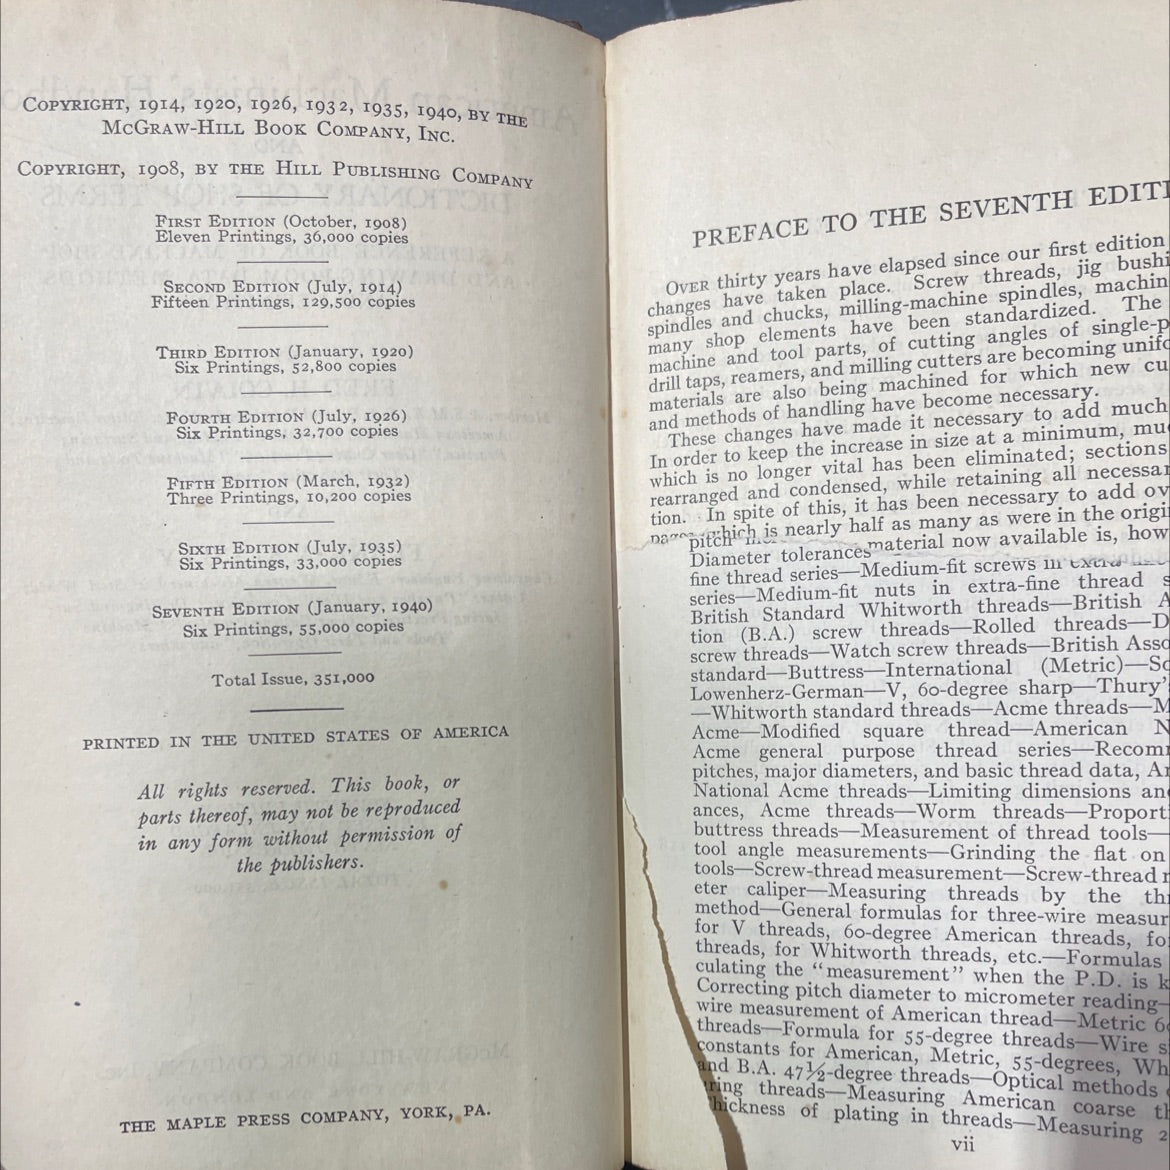 COPYRIGHT, 1914, 1920, 1926, 1932, 1935, 1940, BY THE
MCGRAW-HILL BOOK COMPANY, INC.
COPYRIGHT, 1908, BY THE HILL PUBLISHING COMPANY
FIRST EDITION (October, 1908)
Eleven Printings, 36,000 copies
SECOND EDITION (July, 1914)
Fifteen Printings, 129,500 copies
THIRD EDITION (January, 1920)
Six Printings, 52,800 copies
FOURTH EDITION (July, 1926)
Six Printings, 32,700 copies
FIFTH EDITION (March, 1932)
Three Printings, 10,200 copies
SIXTH EDITION (July, 1935)
Six Printings, 33,000 copies
SEVENTH EDITION (January, 1940)
Six Printings, 55,000 copies
Total Issue, 351,000
PRINTED IN THE UNITED STATES OF AMERICA
All rights reserved. This book, or
parts thereof, may not be reproduced
in any form without permission of
the publishers.
THE MAPLE PRESS COMPANY, YORK, PA.
PREFACE TO THE SEVENTH EDITI
OVER thirty years have elapsed since our first edition
changes have taken place. Screw threads, jig bushi
spindles and chucks, milling-machine spindles, machin
many shop elements have been standardized. The
machine and tool parts, of cutting angles of single-p
drill taps, reamers, and milling cutters are becoming unifo
materials are also being machined for which new cu
and methods of handling have become necessary.
These changes have made it necessary to add much
In order to keep the increase in size at a minimum, mu
which is no longer vital has been eliminated; sections
rearranged and condensed, while retaining all necessar
tion. In spite of this, it has been necessary to add ov
which is nearly half as many as were in the origi
material now available is, how
pitch
Diameter tolerances
fine thread series—Medium-fit screws in
series—Medium-fit nuts in extra-fine thread s
British Standard Whitworth threads—British A
tion (B.A.) screw threads—Rolled threads—D
screw threads—Watch screw threads—British Asso
standard—Buttress—International (Metric)—Sc
Lowenherz-German—V, 60-degree sharp—Thury'
—Whitworth standard threads—Acme threads—M
Acme—Modified square thread—American N
Acme general purpose thread series—Recom
pitches, major diameters, and basic thread data, A
National Acme threads—Limiting dimensions an
ances, Acme threads—Worm threads—Proporti
buttress threads—Measurement of thread tools—
tool angle measurements—Grinding the flat on
tools—Screw-thread measurement—Screw-thread
eter caliper—Measuring threads by the th
method—General formulas for three-wire measur
for V threads, 60-degree American threads, fo
threads, for Whitworth threads, etc.—Formulas
culating the "measurement" when the P.D. is k
Correcting pitch diameter to micrometer reading—
wire measurement of American thread—Metric 60
threads—Formula for 55-degree threads—Wire s
constants for American, Metric, 55-degrees, Wh
and B.A. 47½-degree threads—Optical methods
ring threads—Measuring American coarse th
hickness of plating in threads—Measuring 2
vii